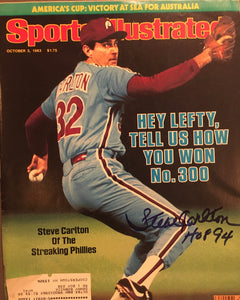 AMERICA'S CUP: VICTORY AT SEA FOR AUSTRALIA
Sports Illustrated
OCTOBER 3, 1983 $1.75
CARLTON
32
HEY LEFTY,
TELL US HOW
YOU WON
No. 300
Steve Carlton
Of The
Streaking Phillies
Steve Carlton
HOF 94